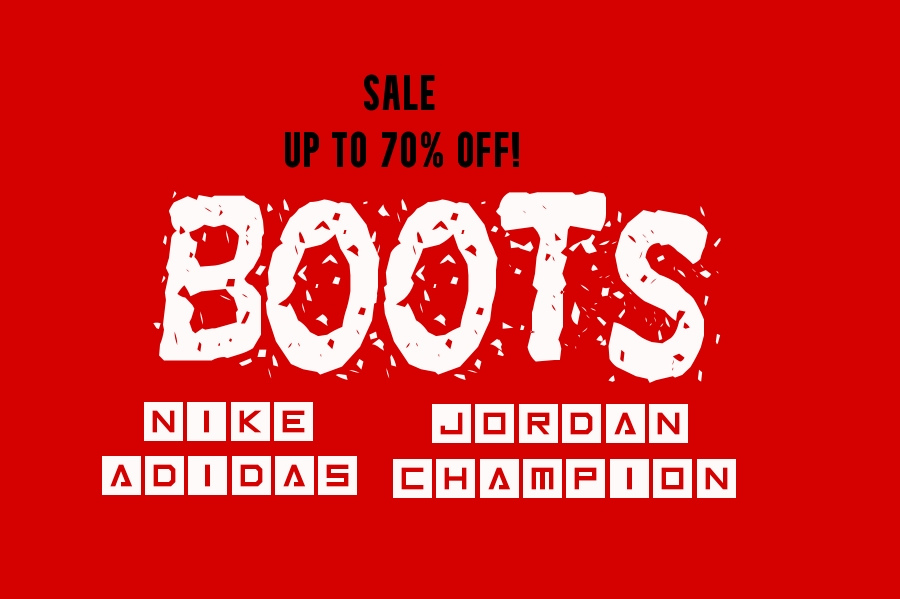 SALE
UP TO 70% OFF!
BOOTS
NIKE
JORDAN
ADIDAS
CHAMPION